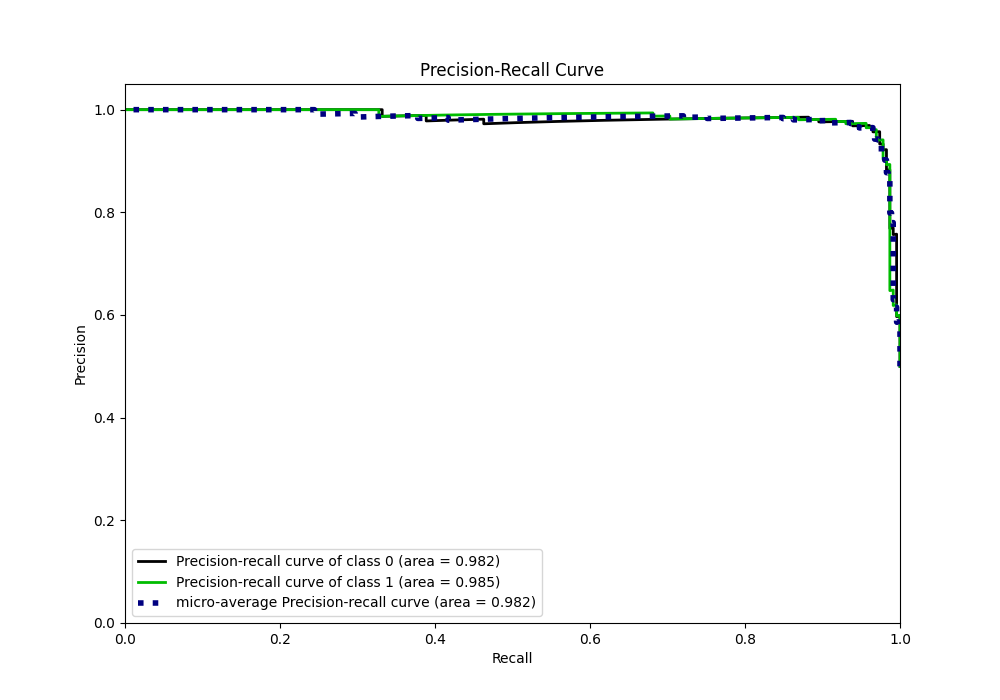 Precision-Recall Curve
1.0
0.8
0.6
0.4
0.2
0.0
Precision
Precision-recall curve of class 0 (area = 0.982)
Precision-recall curve of class 1 (area = 0.985)
micro-average Precision-recall curve (area = 0.982)
0.0 0.2 0.4 0.6 0.8 1.0
Recall